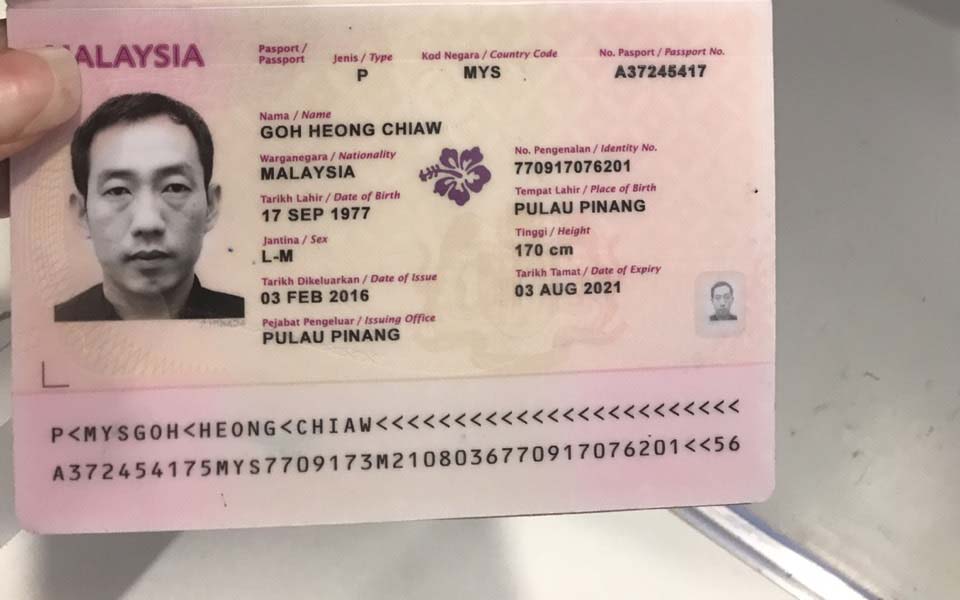 MALAYSIA
Pasport / Passport
Jenis / Type
P
Kod Negara / Country Code
MYS
No. Pasport / Passport No.
A37245417
Nama / Name
GOH HEONG CHIAW
Warganegara / Nationality
MALAYSIA
No. Pengenalan / Identity No.
770917076201
Tarikh Lahir / Date of Birth
17 SEP 1977
Tempat Lahir / Place of Birth
PULAU PINANG
Jantina / Sex
L-M
Tinggi / Height
170 cm
Tarikh Dikeluarkan / Date of Issue
03 FEB 2016
Tarikh Tamat / Date of Expiry
03 AUG 2021
Pejabat Pengeluar / Issuing Office
PULAU PINANG
P<MYSGOH<HEONG<CHIAW<<<<<<<<<<<<<<<<<<<<<<<<
A372454175MYS7709173M2108036770917076201<<56